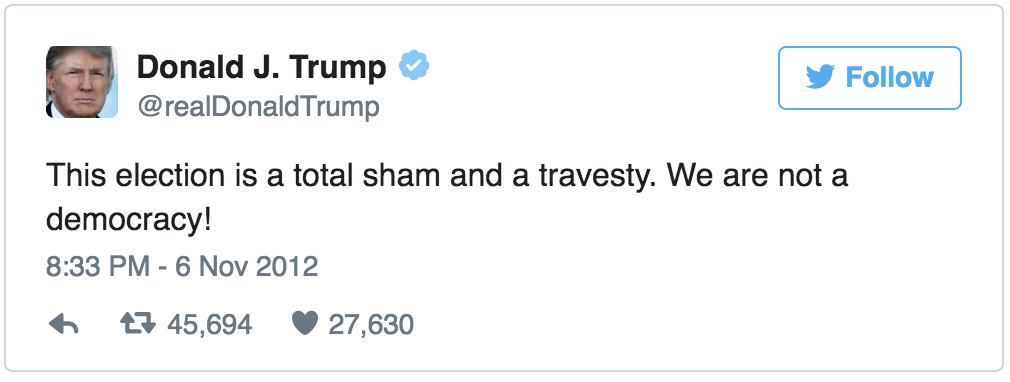 Donald J. Trump
@realDonaldTrump
Follow
This election is a total sham and a travesty. We are not a
democracy!
8:33 PM - 6 Nov 2012
45,694 27,630